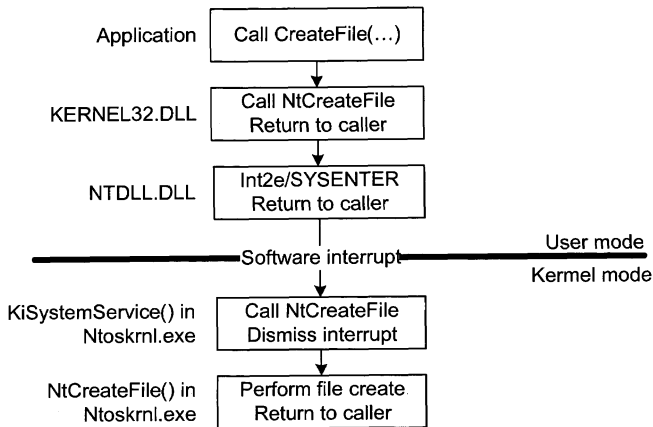 Application
Call CreateFile(…)
KERNEL32.DLL
Call NtCreateFile
Return to caller
NTDLL.DLL
Int2e/SYSENTER
Return to caller
User mode
Software interrupt
Kermel mode
KiSystemService() in
Ntoskrnl.exe
Call NtCreateFile
Dismiss interrupt
NtCreateFile() in
Ntoskrnl.exe
Perform file create
Return to caller